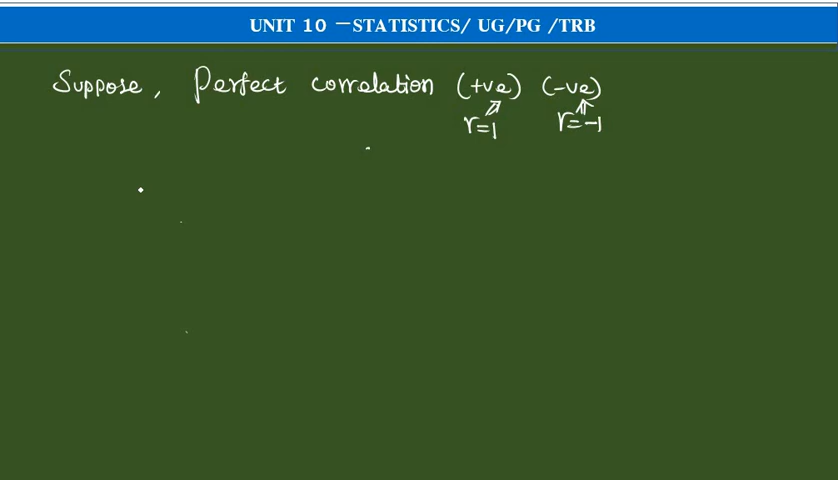 UNIT 10 –STATISTICS/ UG/PG /TRB
Suppose, Perfect correlation (+ve) (-ve)
r=1 r=-1